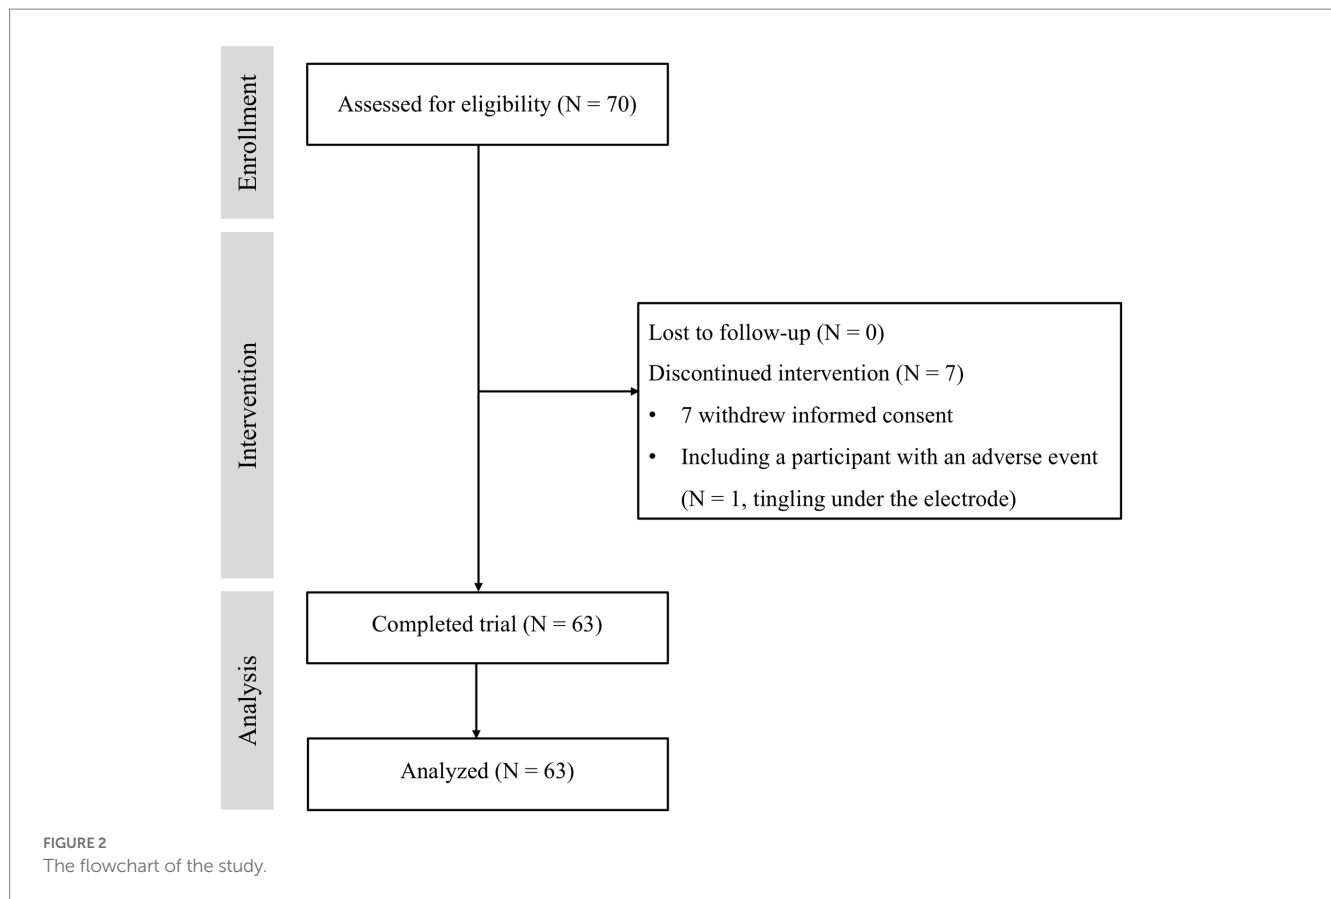 Enrollment
Assessed for eligibility (N = 70)
Intervention
Lost to follow-up (N = 0)
Discontinued intervention (N = 7)
• 7 withdrew informed consent
• Including a participant with an adverse event
(N = 1, tingling under the electrode)
Analysis
Completed trial (N = 63)
Analyzed (N = 63)
FIGURE 2
The flowchart of the study.